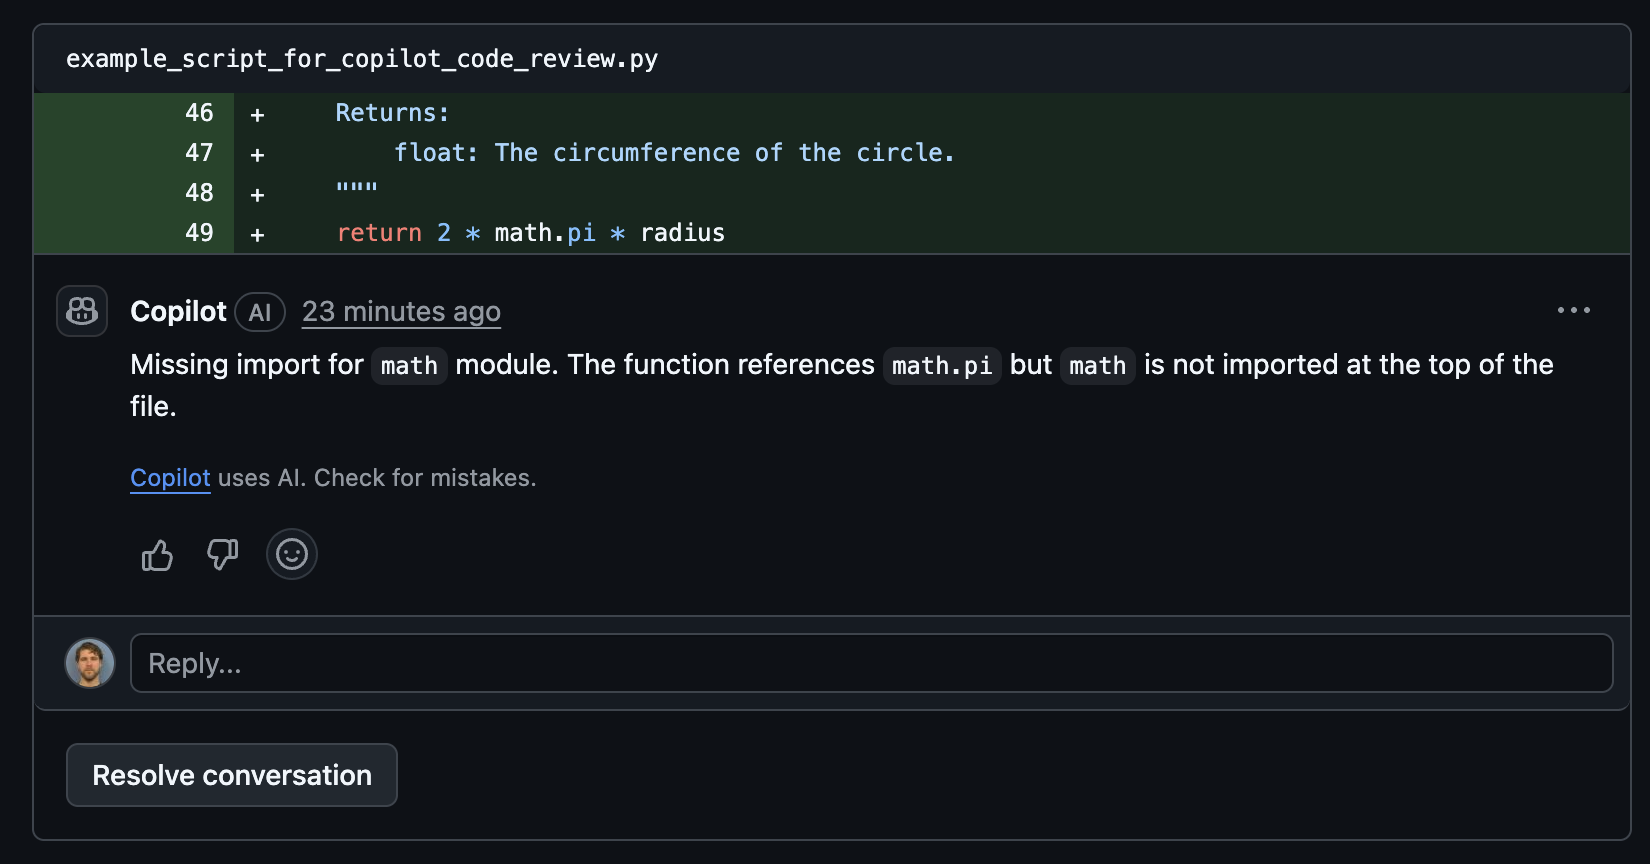 example_script_for_copilot_code_review.py
46 + Returns:
47 + float: The circumference of the circle.
48 + """
49 + return 2 * math.pi * radius
Copilot AI 23 minutes ago
Missing import for math module. The function references math.pi but math is not imported at the top of the
file.
Copilot uses AI. Check for mistakes.
Reply...
Resolve conversation